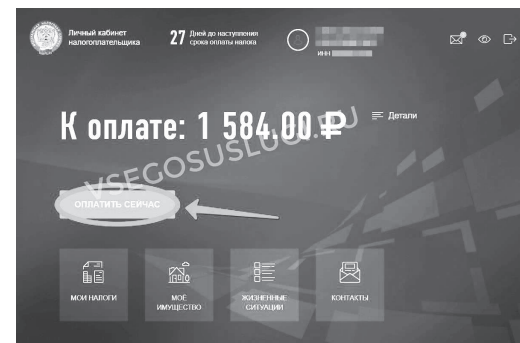 Личный кабинет
налогоплательщика
27 Дней до наступления
срока оплаты налога
ИНН
К оплате: 1 584.00 ₽
Детали
VSEGOSUSLUGI.RU
ОПЛАТИТЬ СЕЙЧАС
МОИ НАЛОГИ
МОЕ
ИМУЩЕСТВО
ЖИЗНЕННЫЕ
СИТУАЦИИ
КОНТАКТЫ